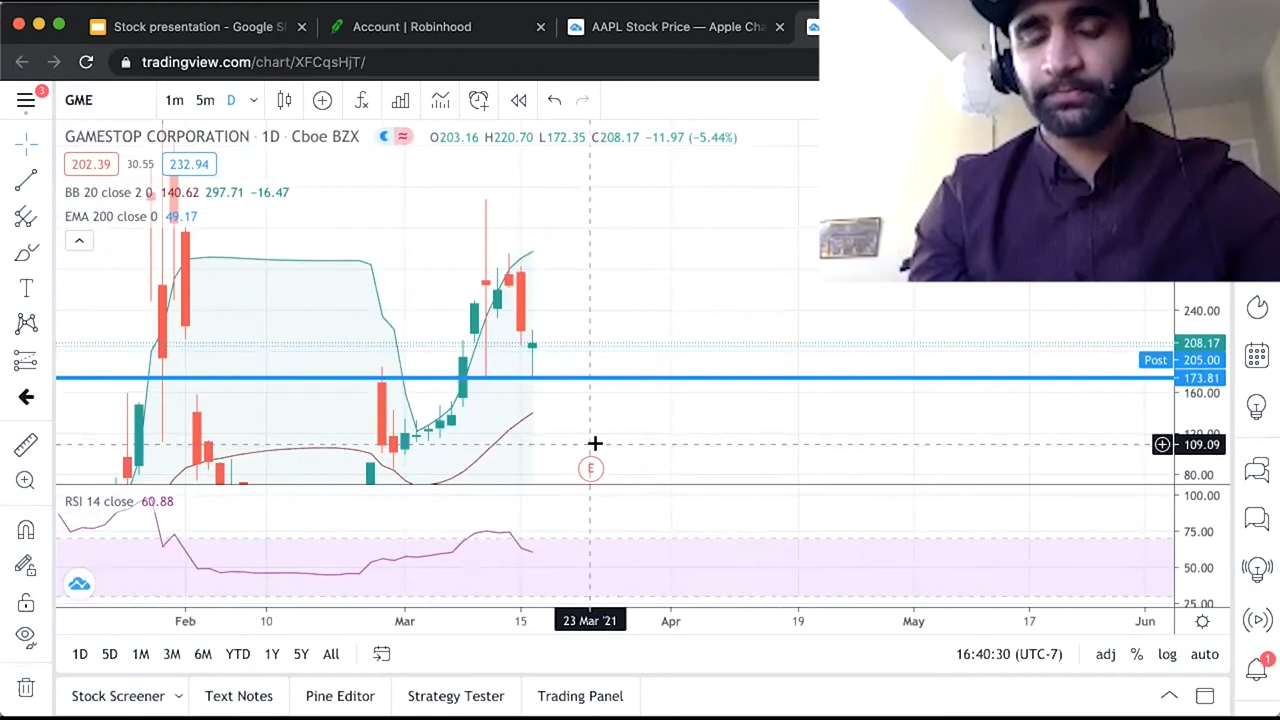 Stock presentation - Google S
Account | Robinhood
AAPL Stock Price — Apple Cha
tradingview.com/chart/XFCqsHjT/
3
GME
1m 5m D
GAMESTOP CORPORATION · 1D · Cboe BZX
O203.16 H220.70 L172.35 C208.17 −11.97 (−5.44%)
202.39 30.55 232.94
BB 20 close 2 0 140.62 297.71 −16.47
EMA 200 close 0 49.17
240.00
208.17
Post 205.00
173.81
160.00
109.09
E
80.00
RSI 14 close 60.88
100.00
75.00
50.00
25.00
Feb 10 Mar 15 23 Mar '21 Apr 19 May 17 Jun
1D 5D 1M 3M 6M YTD 1Y 5Y All
16:40:30 (UTC-7) adj % log auto
1
Stock Screener Text Notes Pine Editor Strategy Tester Trading Panel